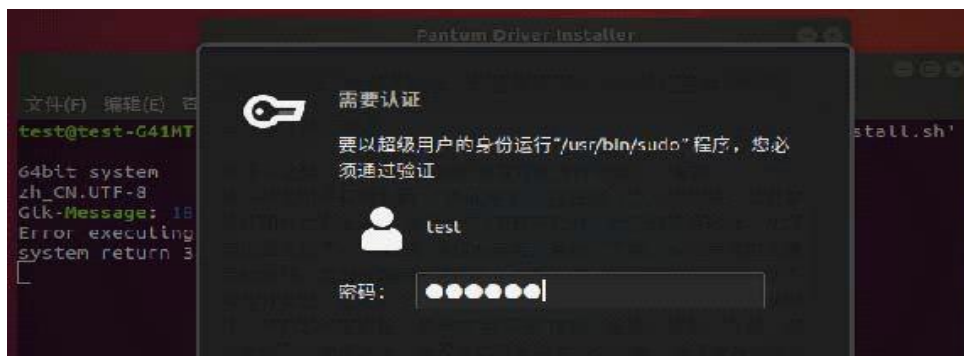 Pantum Driver Installer
文件(F) 编辑(E) 查
test@test-G41MT
stall.sh'
64bit system
zh_CN.UTF-8
Gtk-Message: 18
Error executing
system return 3
需要认证
要以超级用户的身份运行"/usr/bin/sudo" 程序，您必
须通过验证
test
密码：